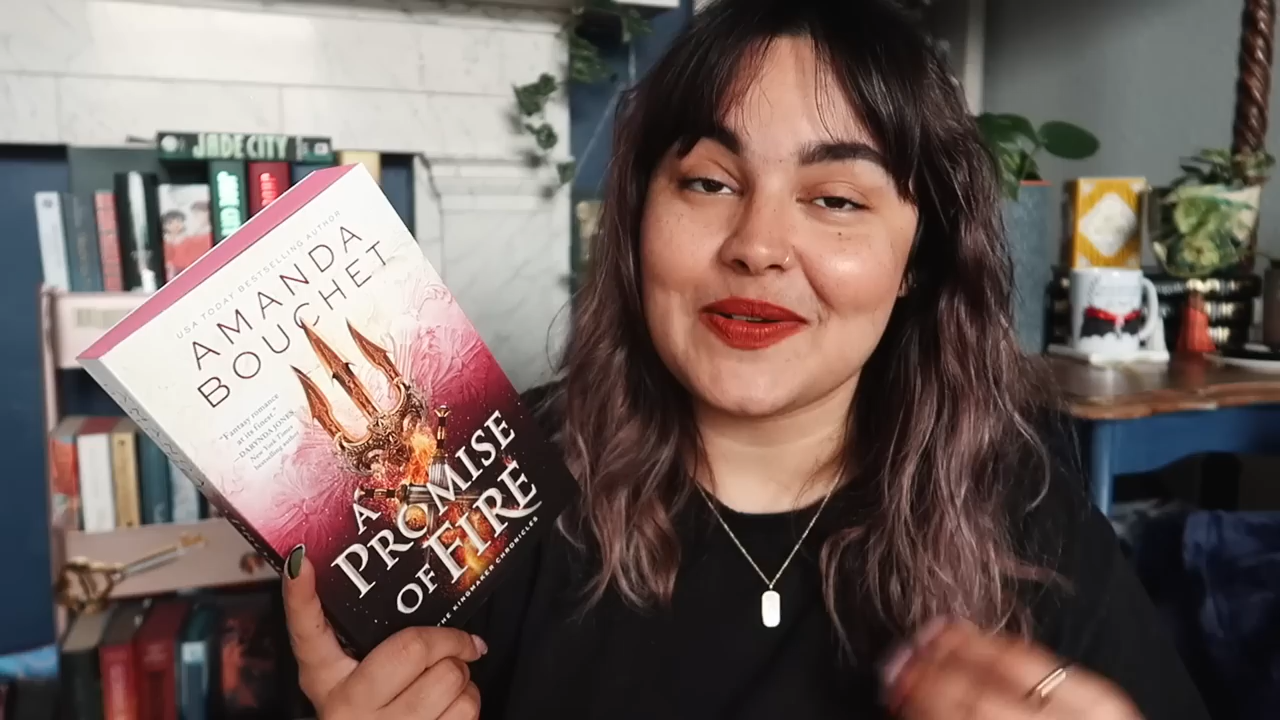 JADE CITY
USA TODAY BESTSELLING AUTHOR
AMANDA
BOUCHET
"Fantasy romance
at its finest."
—DARYNDA JONES,
New York Times
bestselling author
A
PROMISE
OF FIRE
THE KINGMAKER CHRONICLES